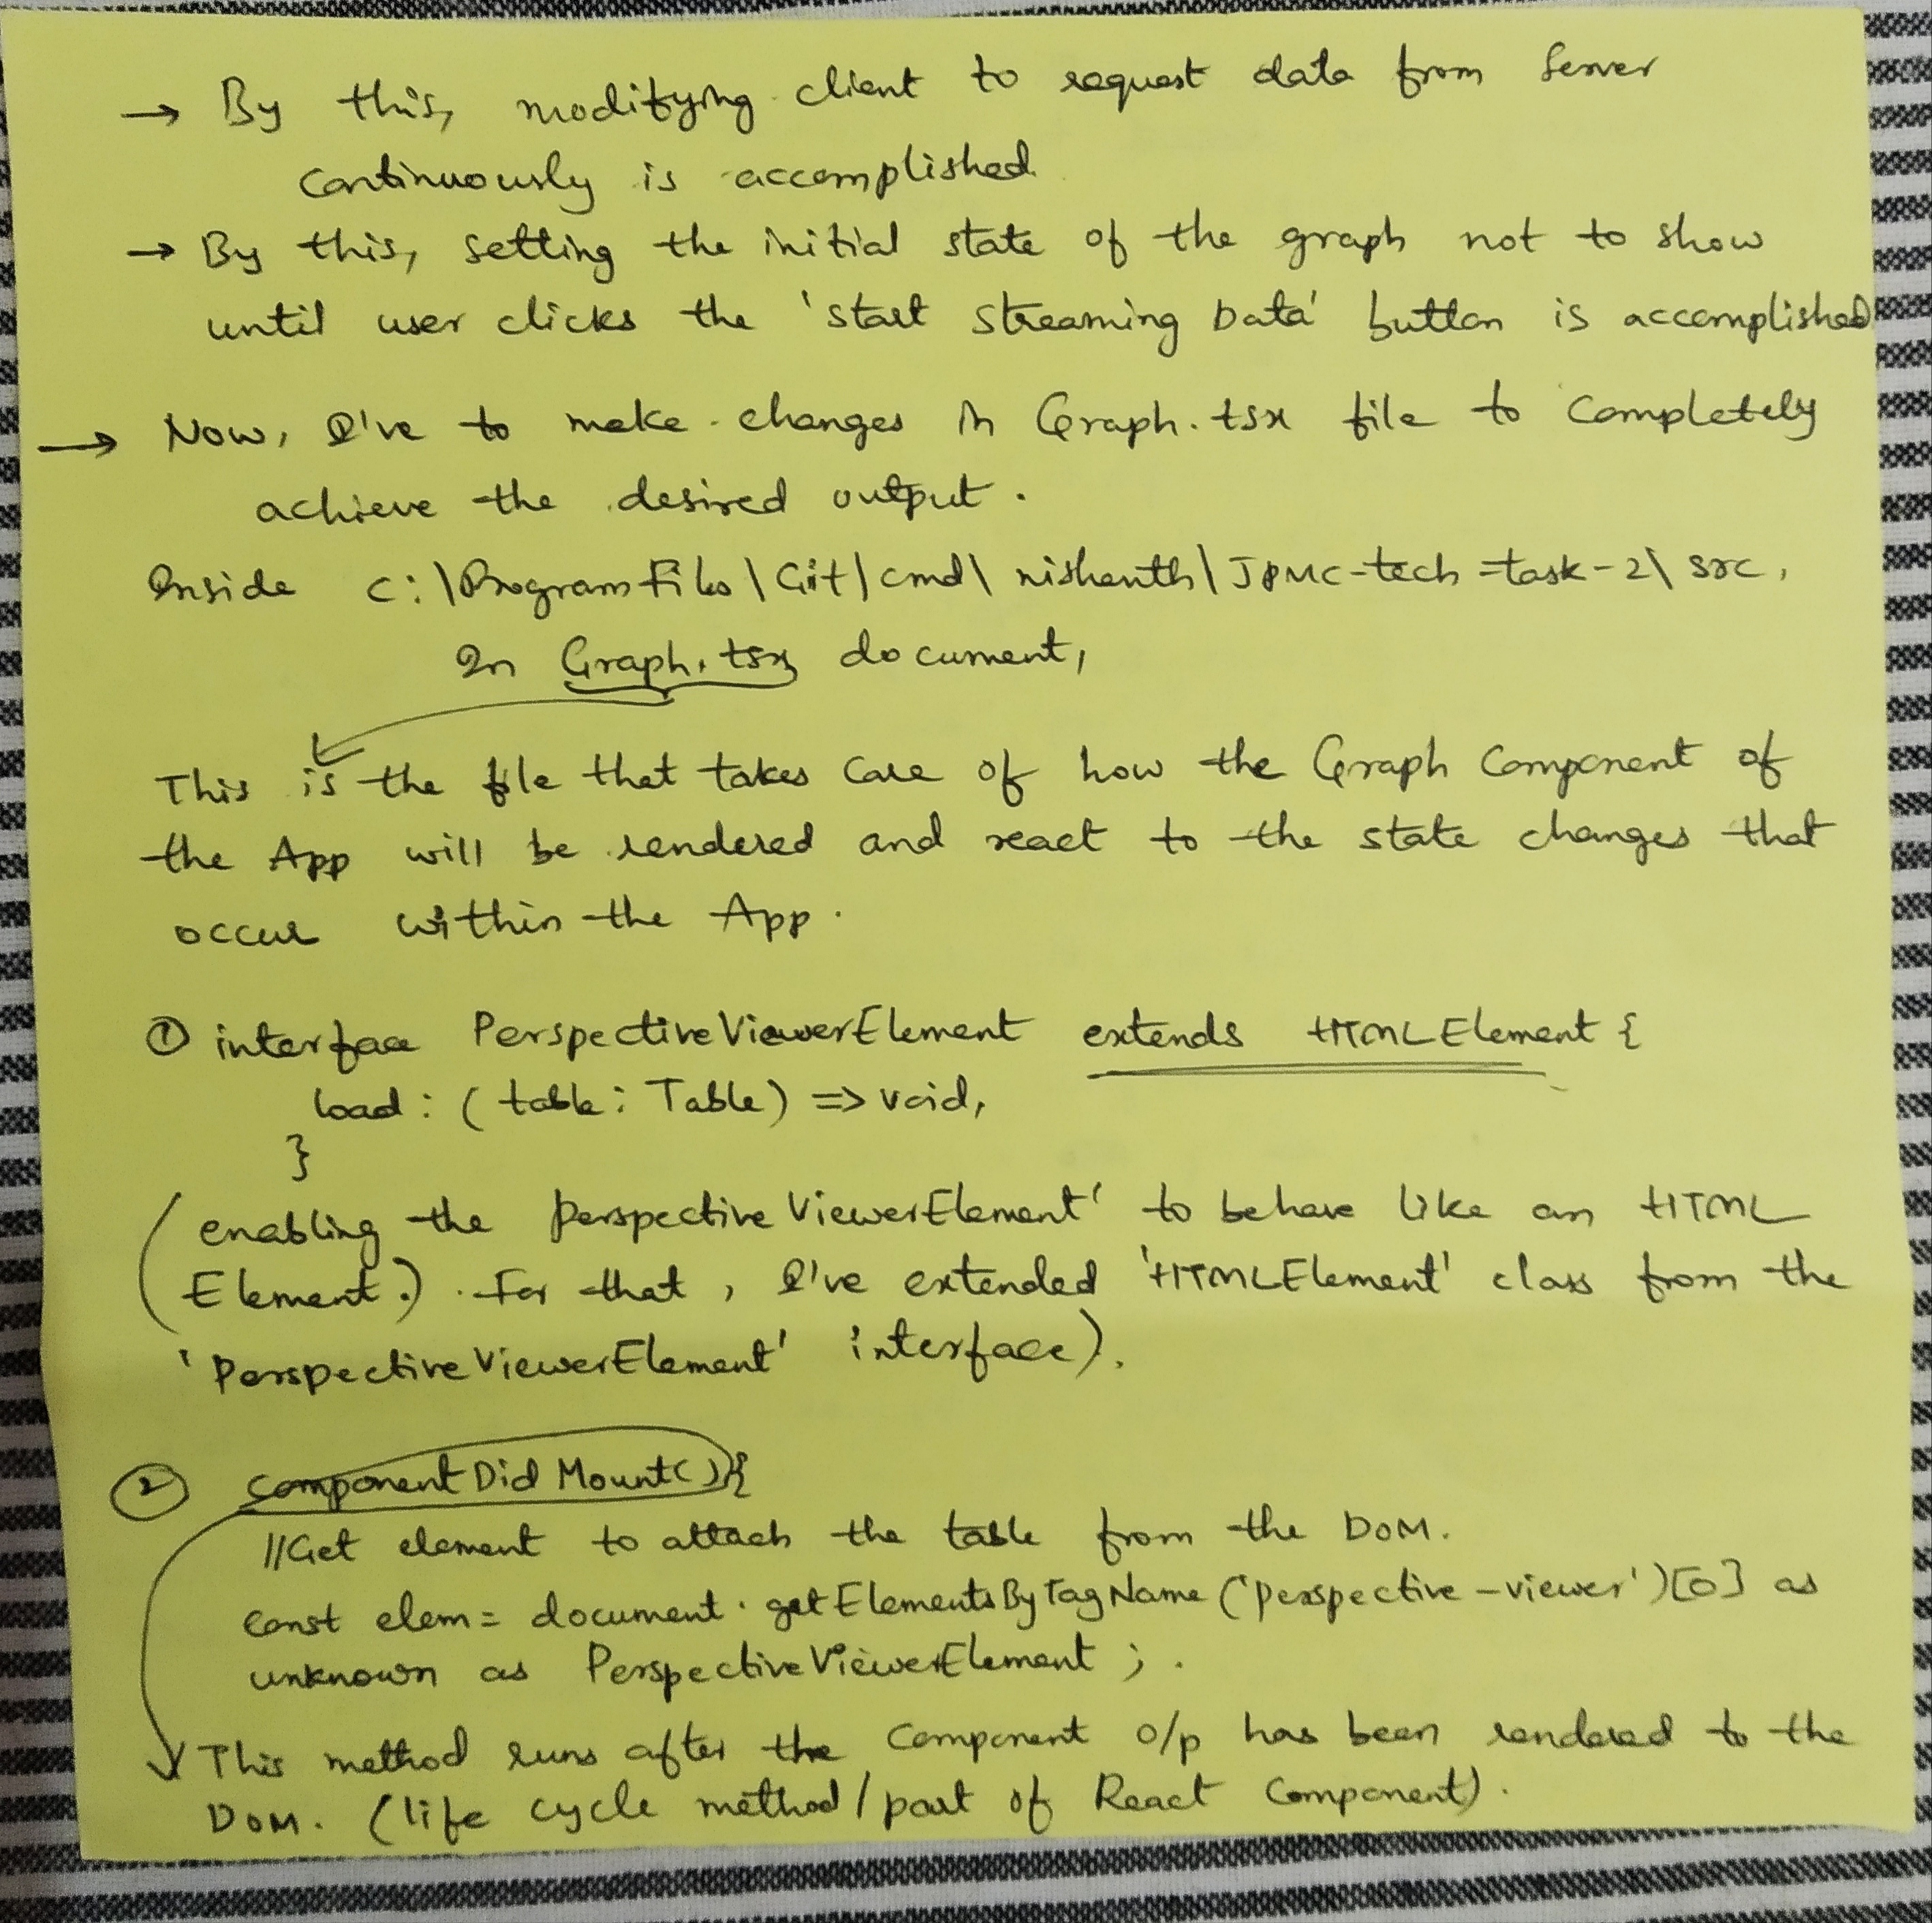 → By this, modifying client to request data from Server
continuously is accomplished.
→ By this, setting the initial state of the graph not to show
until user clicks the 'start streaming Data' button is accomplished
→ Now, I've to make changes in Graph.tsx file to completely
achieve the desired output.
Inside C:\Program Files\Git\cmd\nishanth\JPMC-tech-task-2\src,
In Graph.tsx document,
This is the file that takes care of how the Graph Component of
the App will be rendered and react to the state changes that
occur within the App.
① interface PerspectiveViewerElement extends HTMLElement {
load: (table: Table) => void,
}
(enabling the perspectiveViewerElement' to behave like an HTML
Element.) For that, I've extended 'HTMLElement' class from the
'PerspectiveViewerElement' interface).
② componentDidMount(){
//Get element to attach the table from the DOM.
const elem = document.getElementsByTagName('perspective-viewer')[0] as
unknown as PerspectiveViewerElement;
This method runs after the component o/p has been rendered to the
DOM. (life cycle method/part of React Component).